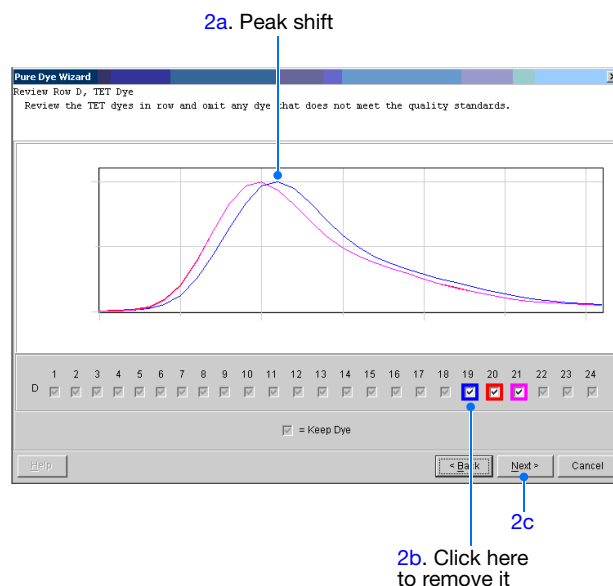 2a. Peak shift
Pure Dye Wizard
Review Row D, TET Dye
Review the TET dyes in row and omit any dye that does not meet the quality standards.
1 2 3 4 5 6 7 8 9 10 11 12 13 14 15 16 17 18 19 20 21 22 23 24
D
= Keep Dye
Help < Back Next > Cancel
2c
2b. Click here
to remove it